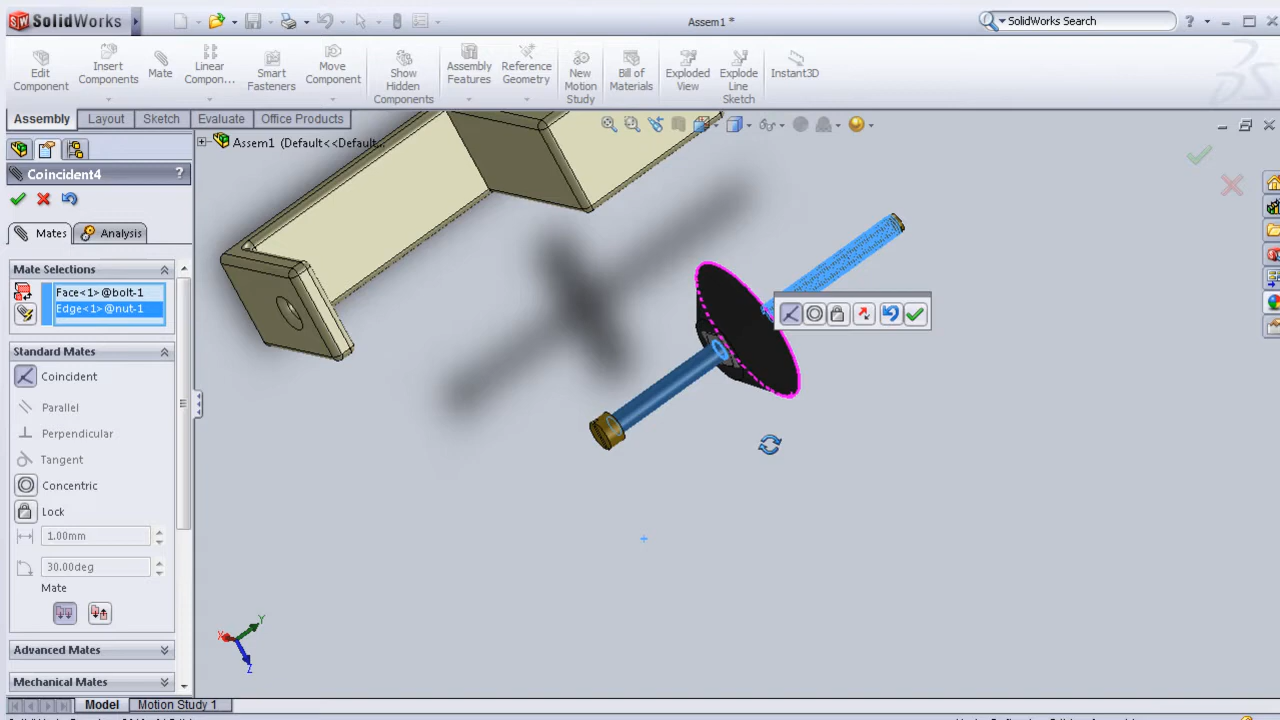 SolidWorks
Assem1 *
SolidWorks Search
Edit Component
Insert Components
Mate
Linear Compon...
Smart Fasteners
Move Component
Show Hidden Components
Assembly Features
Reference Geometry
New Motion Study
Bill of Materials
Exploded View
Explode Line Sketch
Instant3D
Assembly
Layout
Sketch
Evaluate
Office Products
Assem1 (Default<<Default...
Coincident4
?
Mates
Analysis
Mate Selections
Face<1>@bolt-1
Edge<1>@nut-1
Standard Mates
Coincident
Parallel
Perpendicular
Tangent
Concentric
Lock
1.00mm
30.00deg
Mate
Advanced Mates
Mechanical Mates
X
Y
Z
Model
Motion Study 1